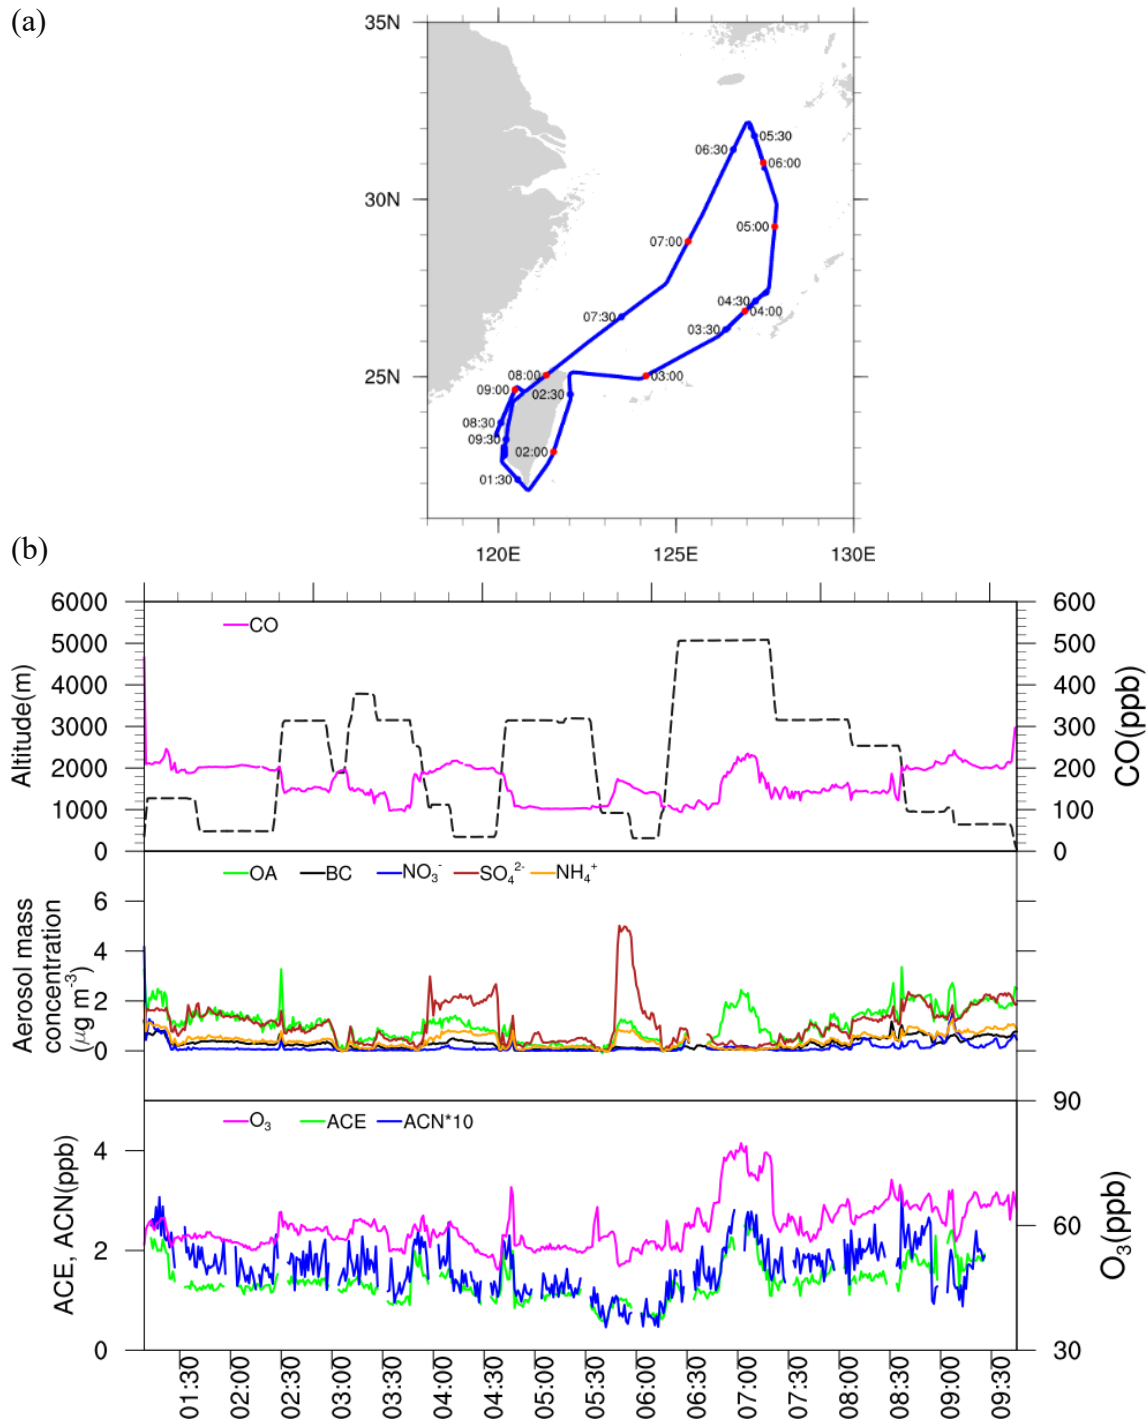 (a)
35N
30N
25N
05:30
06:30
06:00
05:00
07:00
04:30
04:00
07:30
03:30
08:00
03:00
09:00
02:30
08:30
09:30
02:00
01:30
120E 125E 130E
(b)
CO
6000
5000
4000
3000
2000
1000
0
Altitude(m)
600
500
400
300
200
100
0
CO(ppb)
OA BC NO₃⁻ SO₄²⁻ NH₄⁺
6
4
2
0
Aerosol mass
concentration
(μg m⁻³)
O₃ ACE ACN*10
4
2
0
ACE, ACN(ppb)
90
60
30
O₃(ppb)
01:30 02:00 02:30 03:00 03:30 04:00 04:30 05:00 05:30 06:00 06:30 07:00 07:30 08:00 08:30 09:00 09:30